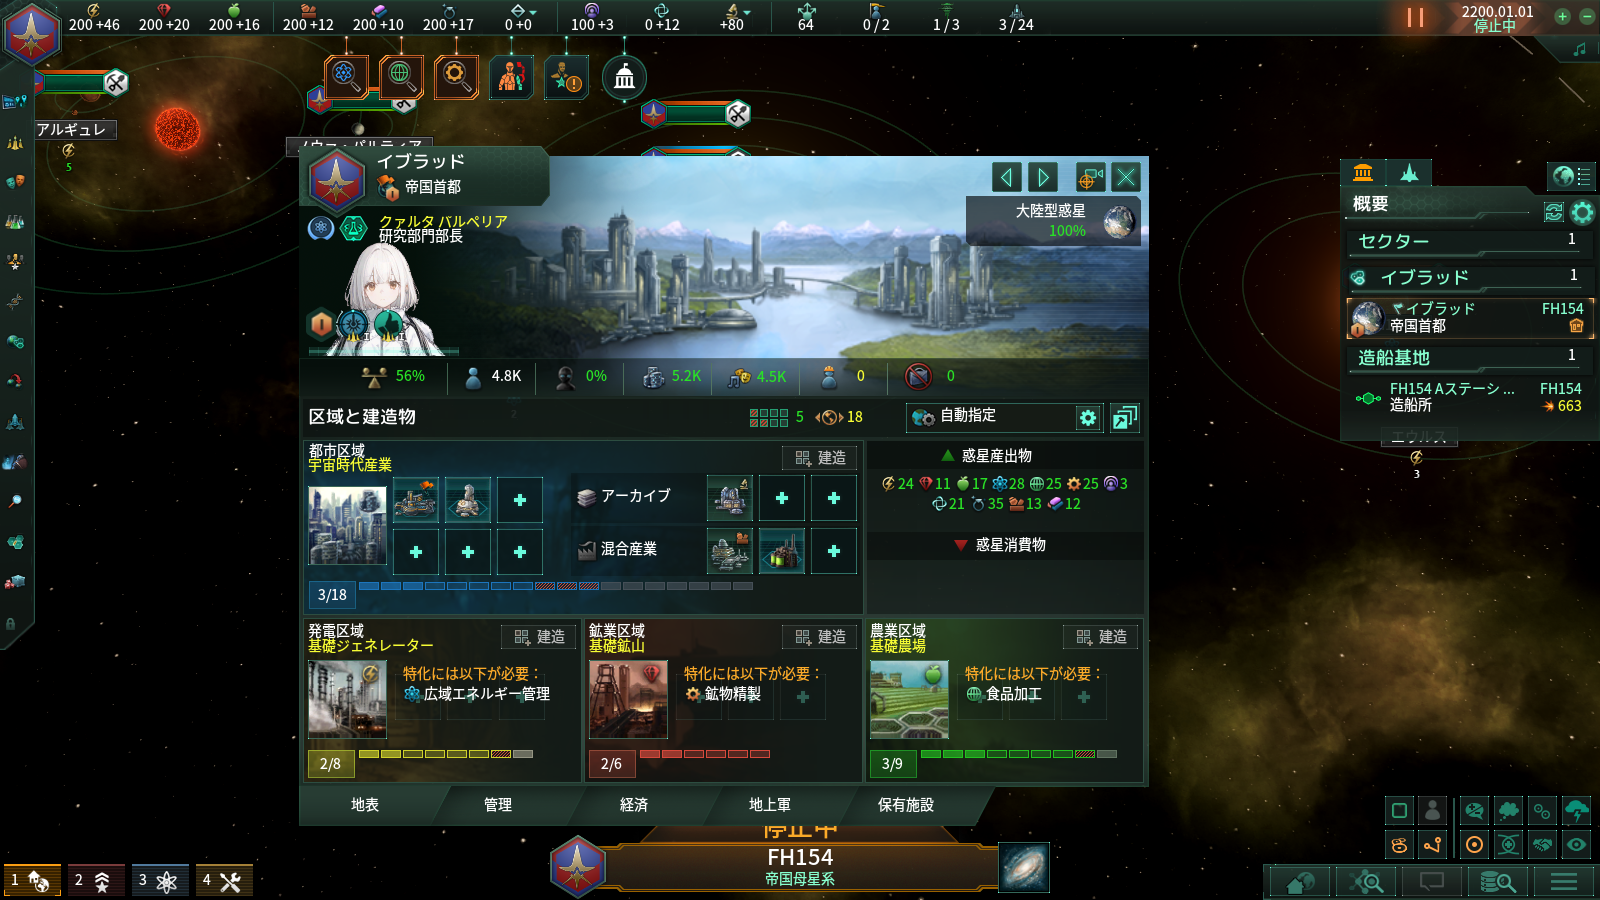 200 +46
200 +20
200 +16
200 +12
200 +10
200 +17
0 +0
100 +3
0 +12
+80
64
0 / 2
1 / 3
3 / 24
2200.01.01
停止中
アルギュレ
5
イブラッド
帝国首都
クァルタ バルペリア
研究部門部長
大陸型惑星
100%
I
I
56%
4.8K
0%
5.2K
4.5K
0
0
区域と建造物
5
18
自動指定
都市区域
宇宙時代産業
建造
アーカイブ
混合産業
3/18
惑星産出物
24
11
17
28
25
25
3
21
35
13
12
惑星消費物
発電区域
基礎ジェネレーター
建造
特化には以下が必要：
広域エネルギー管理
2/8
鉱業区域
基礎鉱山
建造
特化には以下が必要：
鉱物精製
2/6
農業区域
基礎農場
建造
特化には以下が必要：
食品加工
3/9
地表
管理
経済
地上軍
保有施設
停止中
FH154
帝国母星系
概要
セクター
1
イブラッド
1
イブラッド
FH154
帝国首都
造船基地
1
FH154 Aステーシ ...
FH154
造船所
663
エウルス
3
1
2
3
4